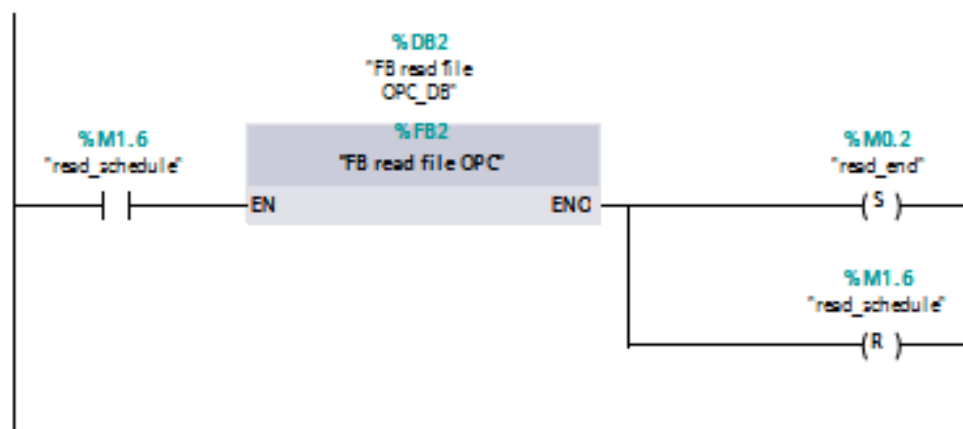 %DB2
"FB read file
OPC_DB"
%M1.6
"read_schedule"
%FB2
"FB read file OPC"
%M0.2
"read_end"
EN
ENO
S
%M1.6
"read_schedule"
R